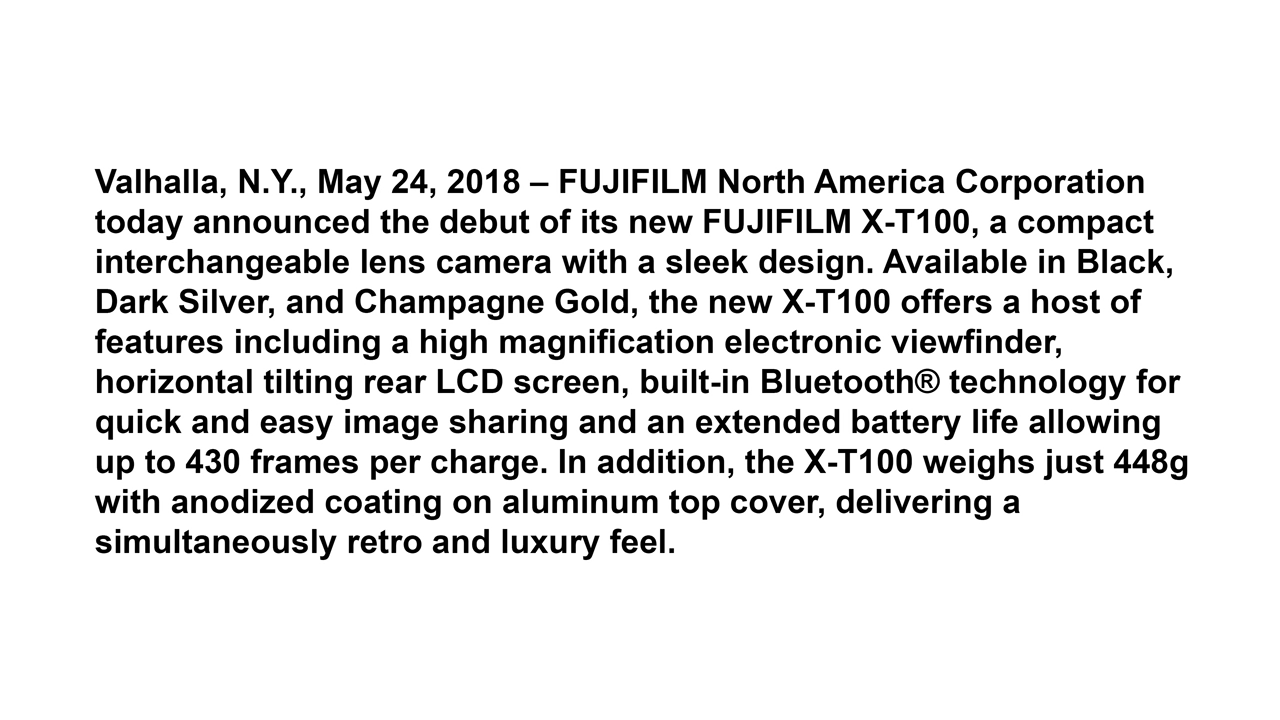 Valhalla, N.Y., May 24, 2018 – FUJIFILM North America Corporation
today announced the debut of its new FUJIFILM X-T100, a compact
interchangeable lens camera with a sleek design. Available in Black,
Dark Silver, and Champagne Gold, the new X-T100 offers a host of
features including a high magnification electronic viewfinder,
horizontal tilting rear LCD screen, built-in Bluetooth® technology for
quick and easy image sharing and an extended battery life allowing
up to 430 frames per charge. In addition, the X-T100 weighs just 448g
with anodized coating on aluminum top cover, delivering a
simultaneously retro and luxury feel.